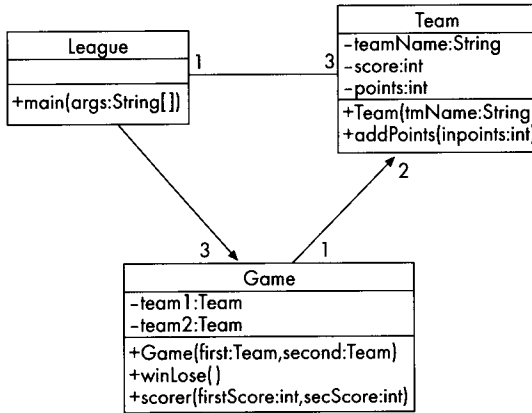 League
+main(args:String[])
1
3
Team
-teamName:String
-score:int
-points:int
+Team(tmName:String
+addPoints(inpoints:int)
2
3
1
Game
-team1:Team
-team2:Team
+Game(first:Team,second:Team)
+winLose()
+scorer(firstScore:int,secScore:int)